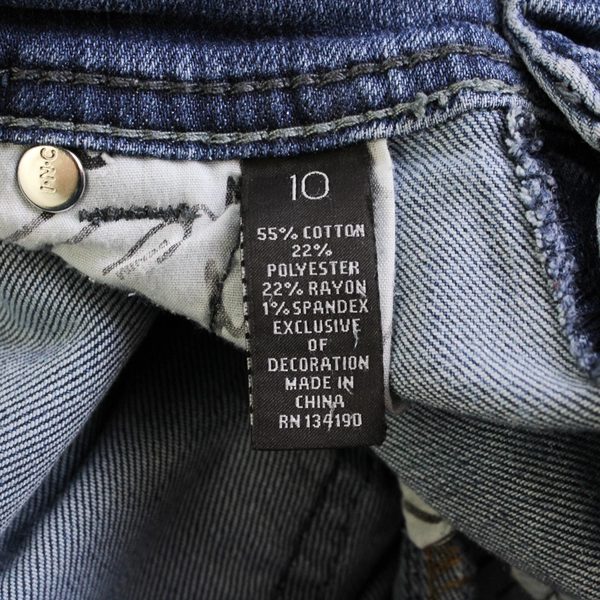 I·N·C
10
55% COTTON
22%
POLYESTER
22% RAYON
1% SPANDEX
EXCLUSIVE
OF
DECORATION
MADE IN
CHINA
RN 134190